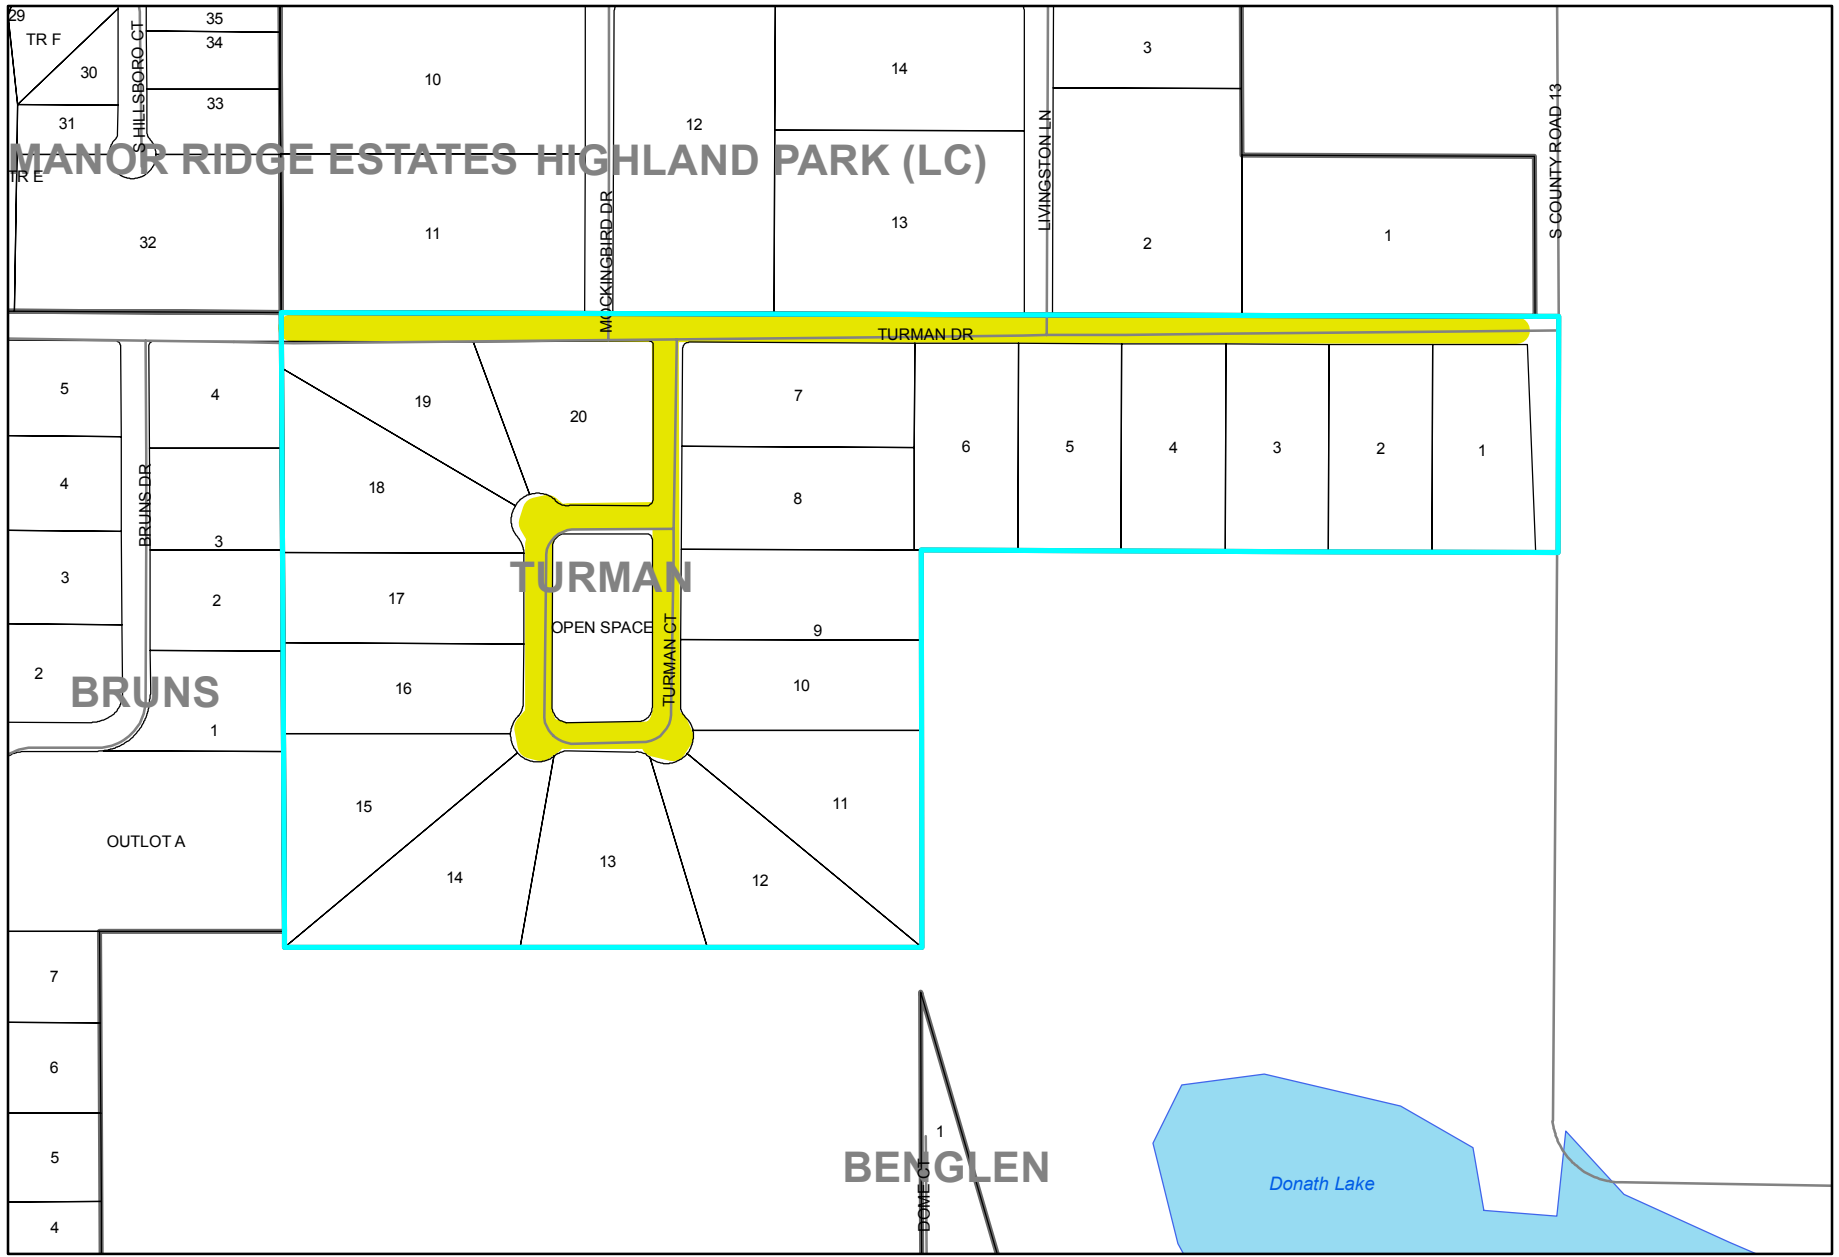 29
TR F
30
31
TR E
32
S HILLSBORO CT
35
34
33
MANOR RIDGE ESTATES
HIGHLAND PARK (LC)
10
11
MOCKINGBIRD DR
12
14
13
LIVINGSTON LN
3
2
1
S COUNTY ROAD 13
TURMAN DR
5
4
3
2
BRUNS DR
4
3
2
1
BRUNS
OUTLOT A
19
20
18
17
16
15
14
13
12
11
10
9
8
7
6
5
4
3
2
1
TURMAN
OPEN SPACE
TURMAN CT
7
6
5
4
1
BENGLEN
DOME CT
Donath Lake